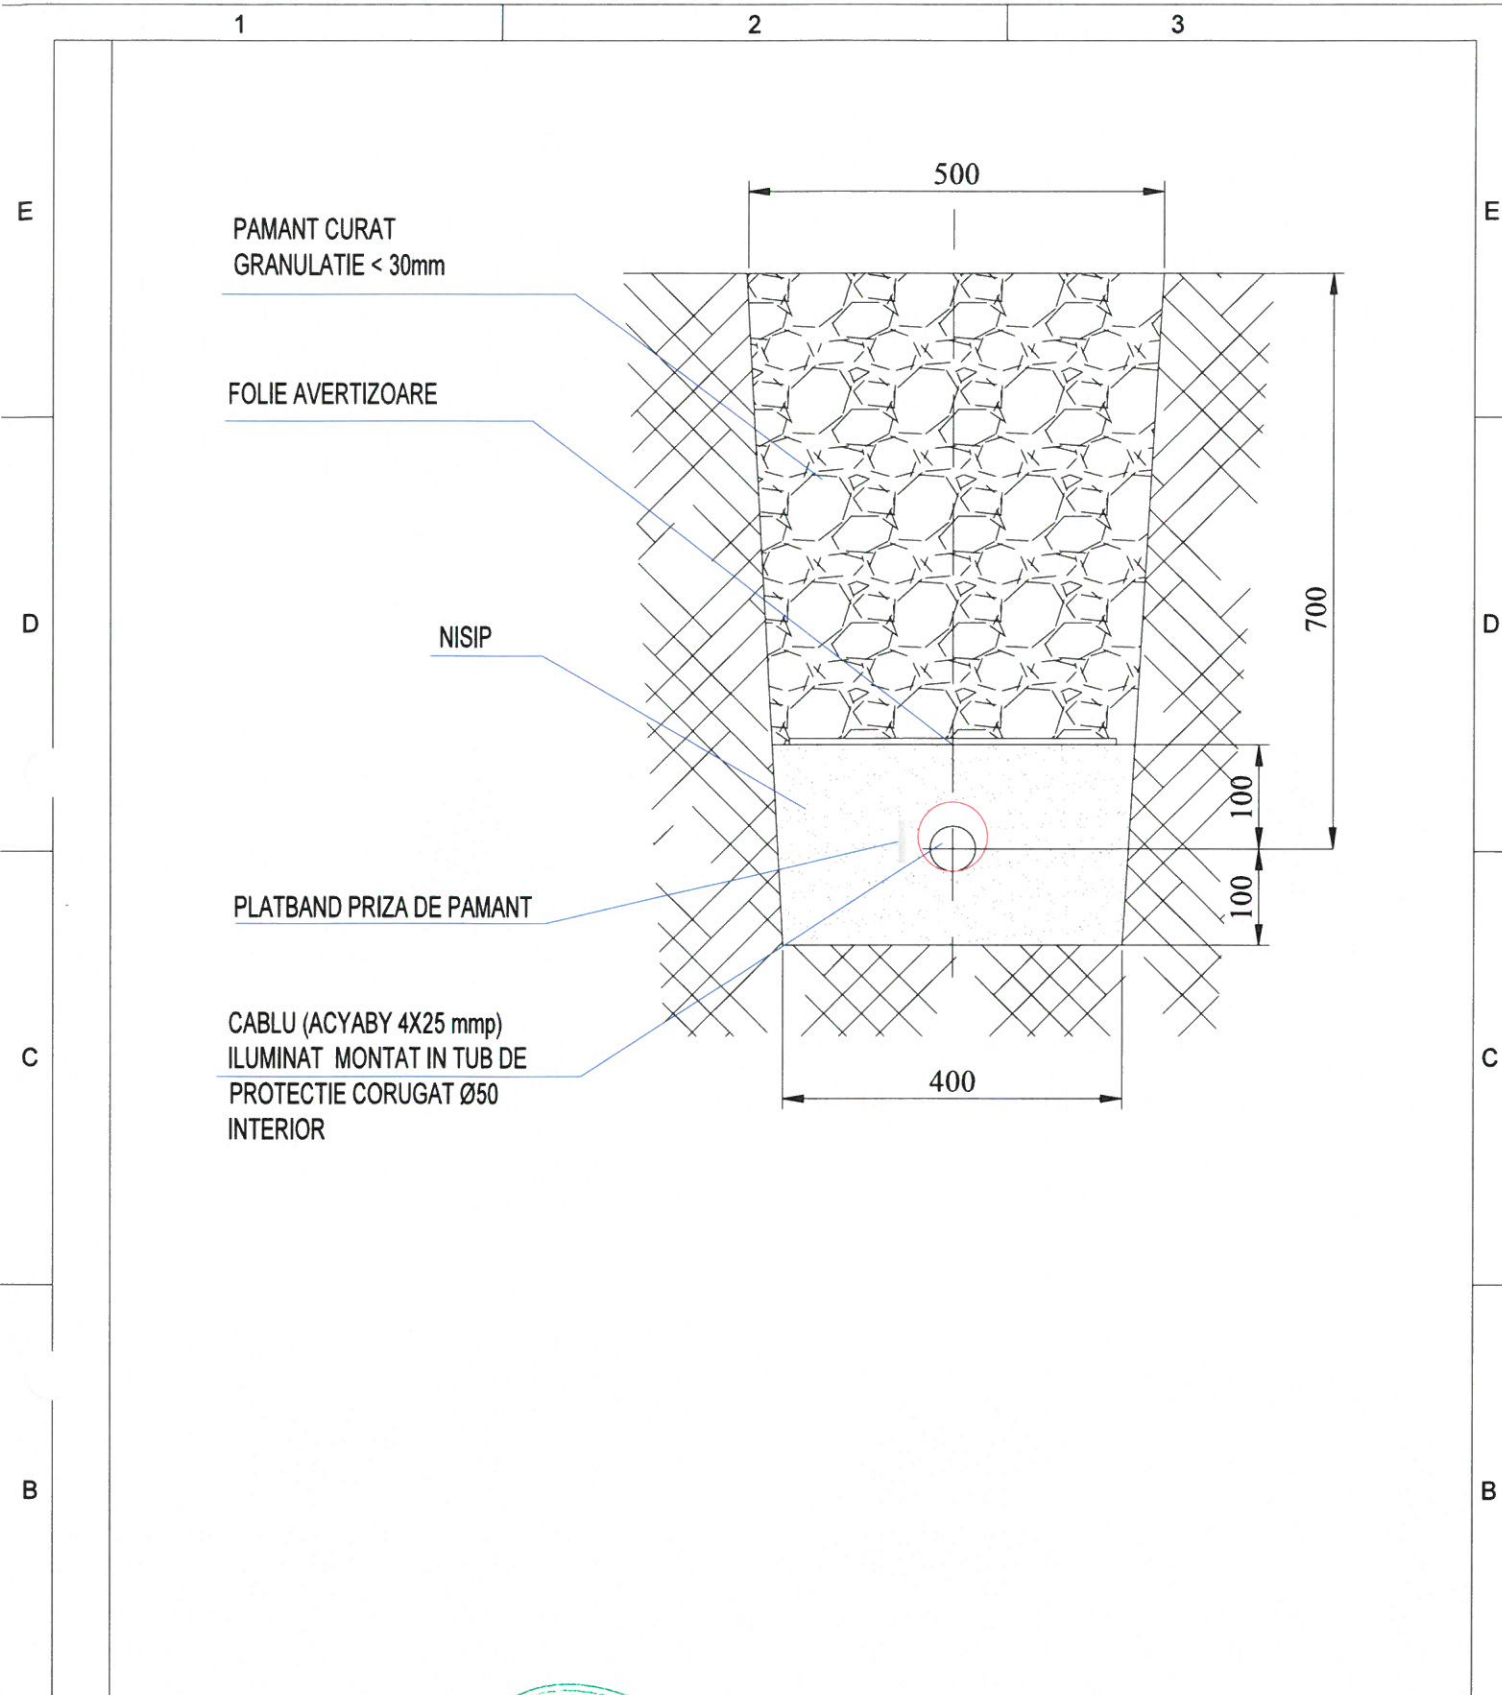 1
2
3
500
E
E
PAMANT CURAT
GRANULATIE < 30mm
FOLIE AVERTIZOARE
700
D
D
NISIP
100
PLATBAND PRIZA DE PAMANT
100
CABLU (ACYABY 4X25 mmp)
ILUMINAT MONTAT IN TUB DE
PROTECTIE CORUGAT Ø50
INTERIOR
C
C
400
B
B